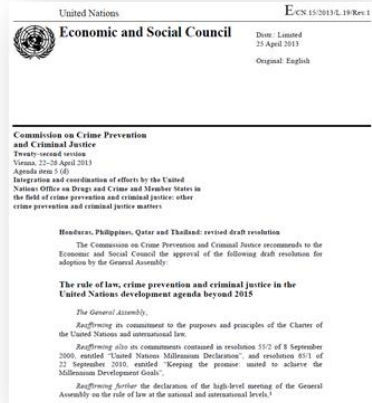 United Nations
E/CN.15/2013/L.19/Rev.1
Economic and Social Council
Distr.: Limited
25 April 2013
Original: English
Commission on Crime Prevention
and Criminal Justice
Twenty-second session
Vienna, 22-26 April 2013
Agenda item 5 (d)
Integration and coordination of efforts by the United
Nations Office on Drugs and Crime and Member States in
the field of crime prevention and criminal justice: other
crime prevention and criminal justice matters
Honduras, Philippines, Qatar and Thailand: revised draft resolution
The Commission on Crime Prevention and Criminal Justice recommends to the
Economic and Social Council the approval of the following draft resolution for
adoption by the General Assembly:
The rule of law, crime prevention and criminal justice in the
United Nations development agenda beyond 2015
The General Assembly,
Reaffirming its commitment to the purposes and principles of the Charter of
the United Nations and international law,
Reaffirming also its commitments contained in resolution 55/2 of 8 September
2000, entitled “United Nations Millennium Declaration”, and resolution 65/1 of
22 September 2010, entitled “Keeping the promise: united to achieve the
Millennium Development Goals”,
Reaffirming further the declaration of the high-level meeting of the General
Assembly on the rule of law at the national and international levels,¹